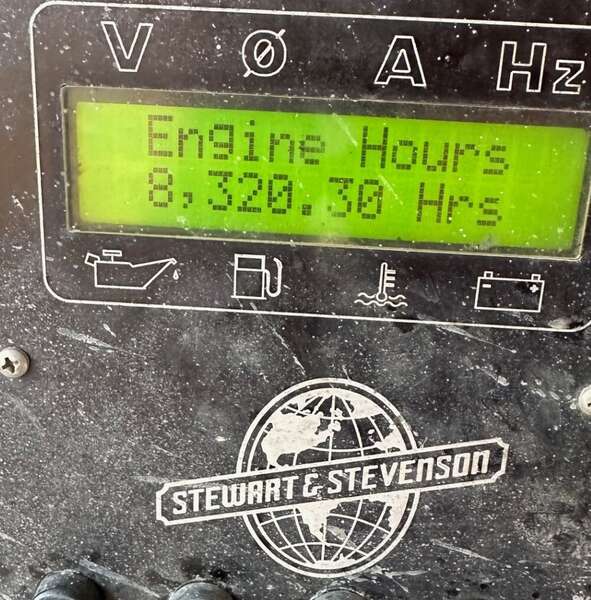 V Ø A Hz
Engine Hours
8,320.30 Hrs
STEWART & STEVENSON